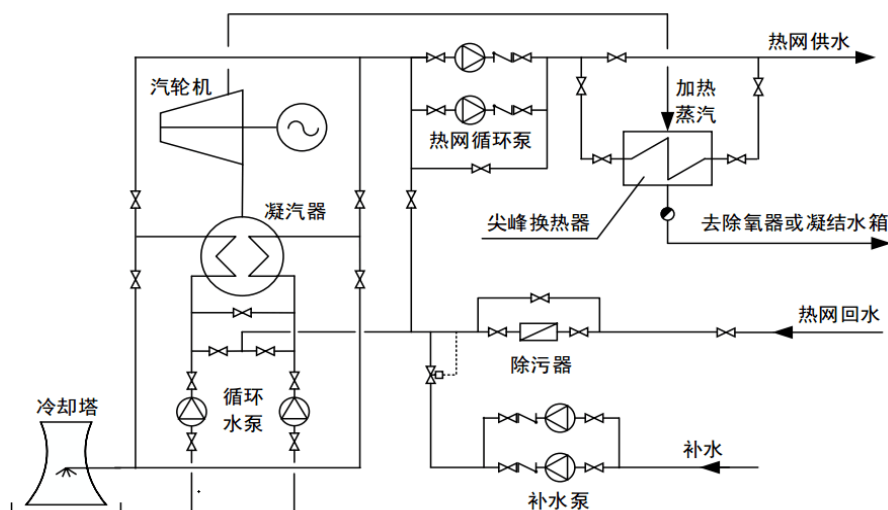 热网供水
汽轮机
加热
蒸汽
热网循环泵
凝汽器
尖峰换热器
去除氧器或凝结水箱
热网回水
除污器
循环
水泵
冷却塔
补水
补水泵